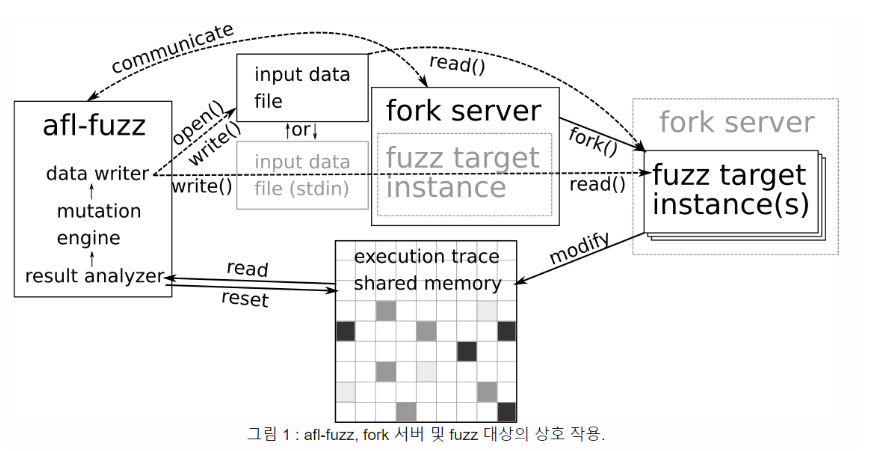 communicate
read()
input data
file
open()
write()
↑or↓
input data
file (stdin)
write()
afl-fuzz
data writer
↑
mutation
engine
↑
result analyzer
fork server
fuzz target
instance
fork()
read()
fork server
fuzz target
instance(s)
modify
read
reset
execution trace
shared memory
그림 1 : afl-fuzz, fork 서버 및 fuzz 대상의 상호 작용.